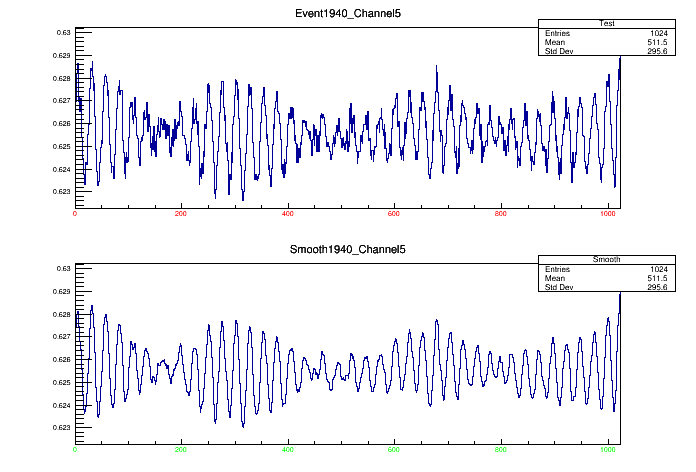 Event1940_Channel5
Test
Entries 1024
Mean 511.5
Std Dev 295.6
0.63
0.629
0.628
0.627
0.626
0.625
0.624
0.623
0 200 400 600 800 1000
Smooth1940_Channel5
Smooth
Entries 1024
Mean 511.5
Std Dev 295.6
0.63
0.629
0.628
0.627
0.626
0.625
0.624
0.623
0 200 400 600 800 1000